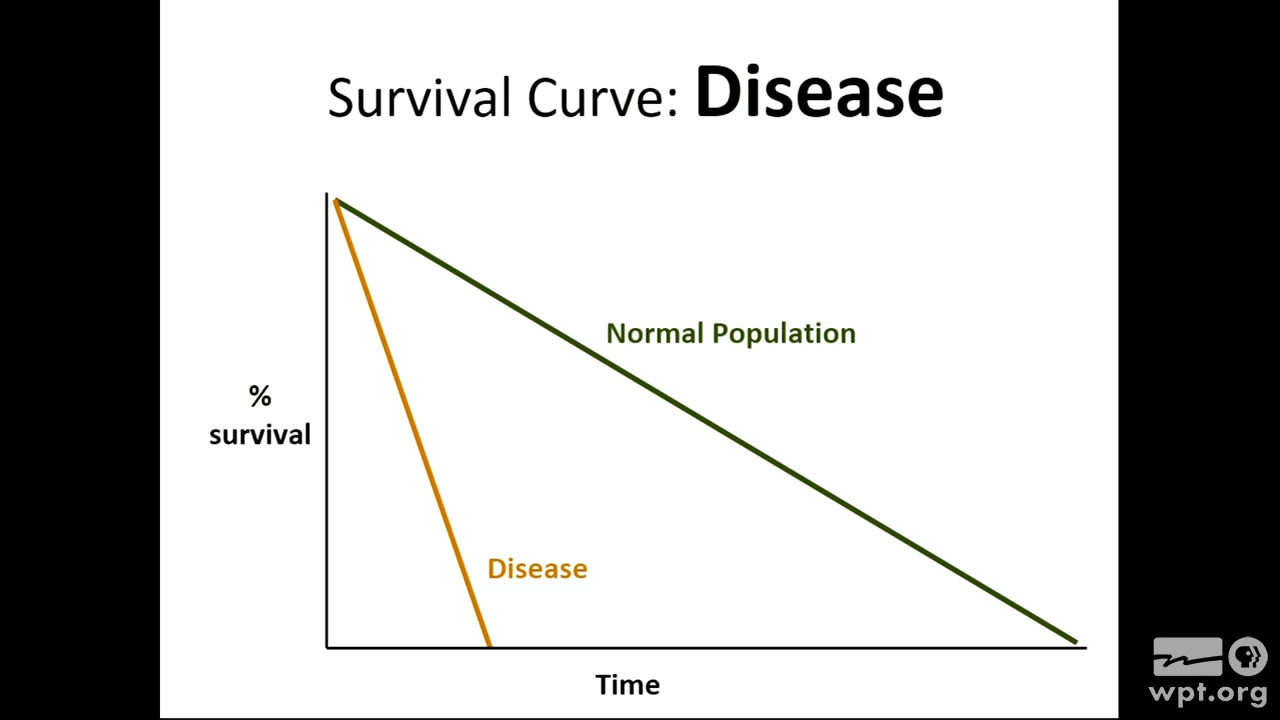 Survival Curve: Disease
Normal Population
%
survival
Disease
Time
wpt.org